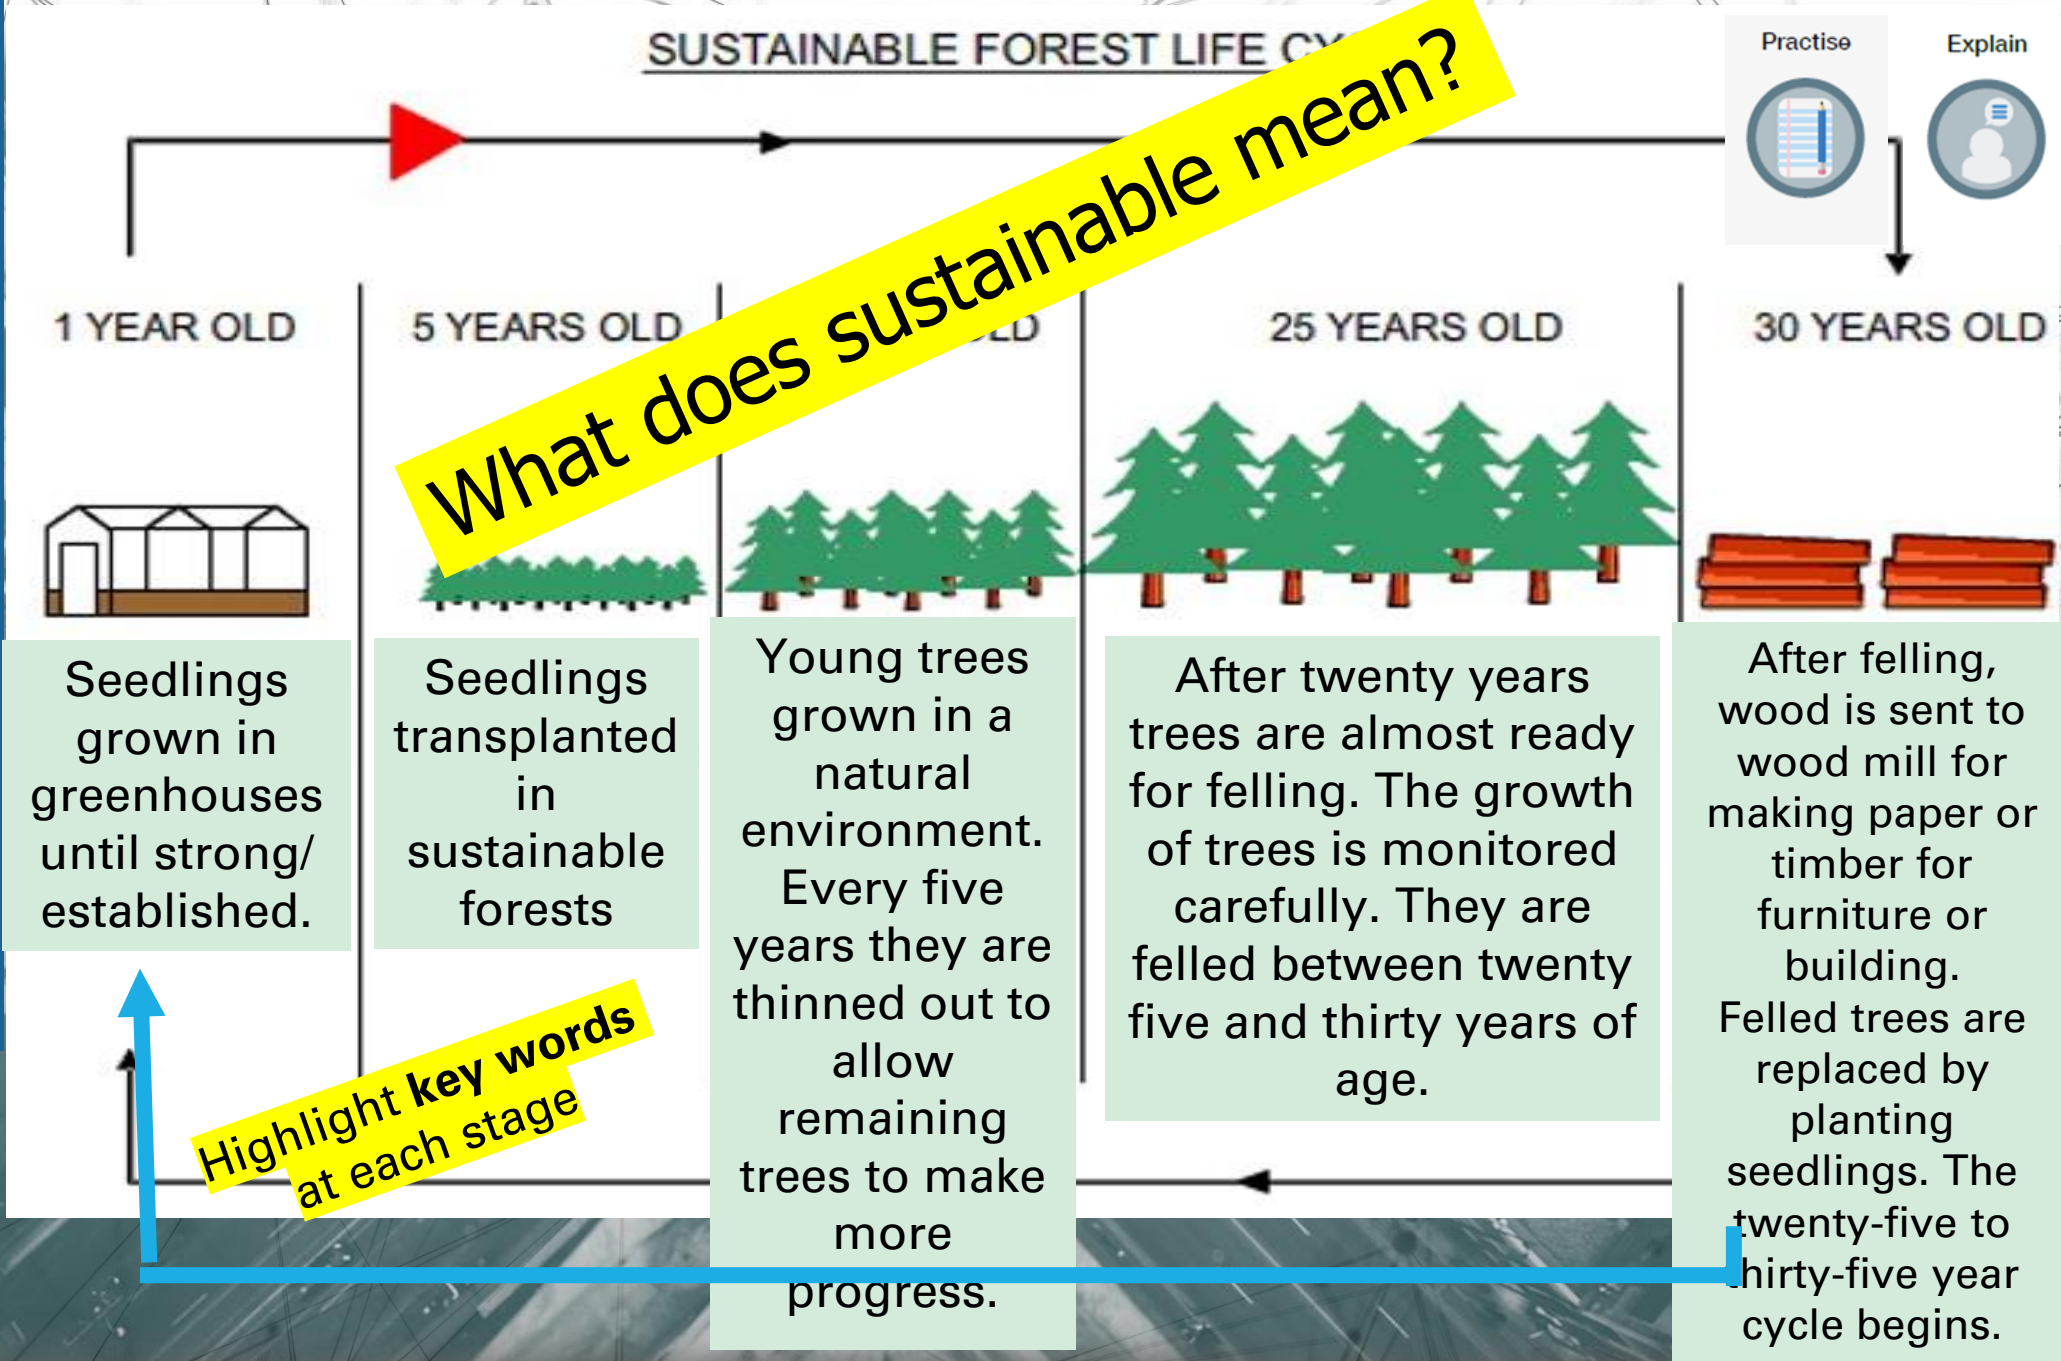 SUSTAINABLE FOREST LIFE
Practise
Explain
What does sustainable mean?
1 YEAR OLD
5 YEARS OLD
25 YEARS OLD
30 YEARS OLD
Seedlings
grown in
greenhouses
until strong/
established.
Seedlings
transplanted
in
sustainable
forests
Young trees
grown in a
natural
environment.
Every five
years they are
thinned out to
allow
remaining
trees to make
more
progress.
After twenty years
trees are almost ready
for felling. The growth
of trees is monitored
carefully. They are
felled between twenty
five and thirty years of
age.
After felling,
wood is sent to
wood mill for
making paper or
timber for
furniture or
building.
Felled trees are
replaced by
planting
seedlings. The
twenty-five to
thirty-five year
cycle begins.
Highlight key words
at each stage